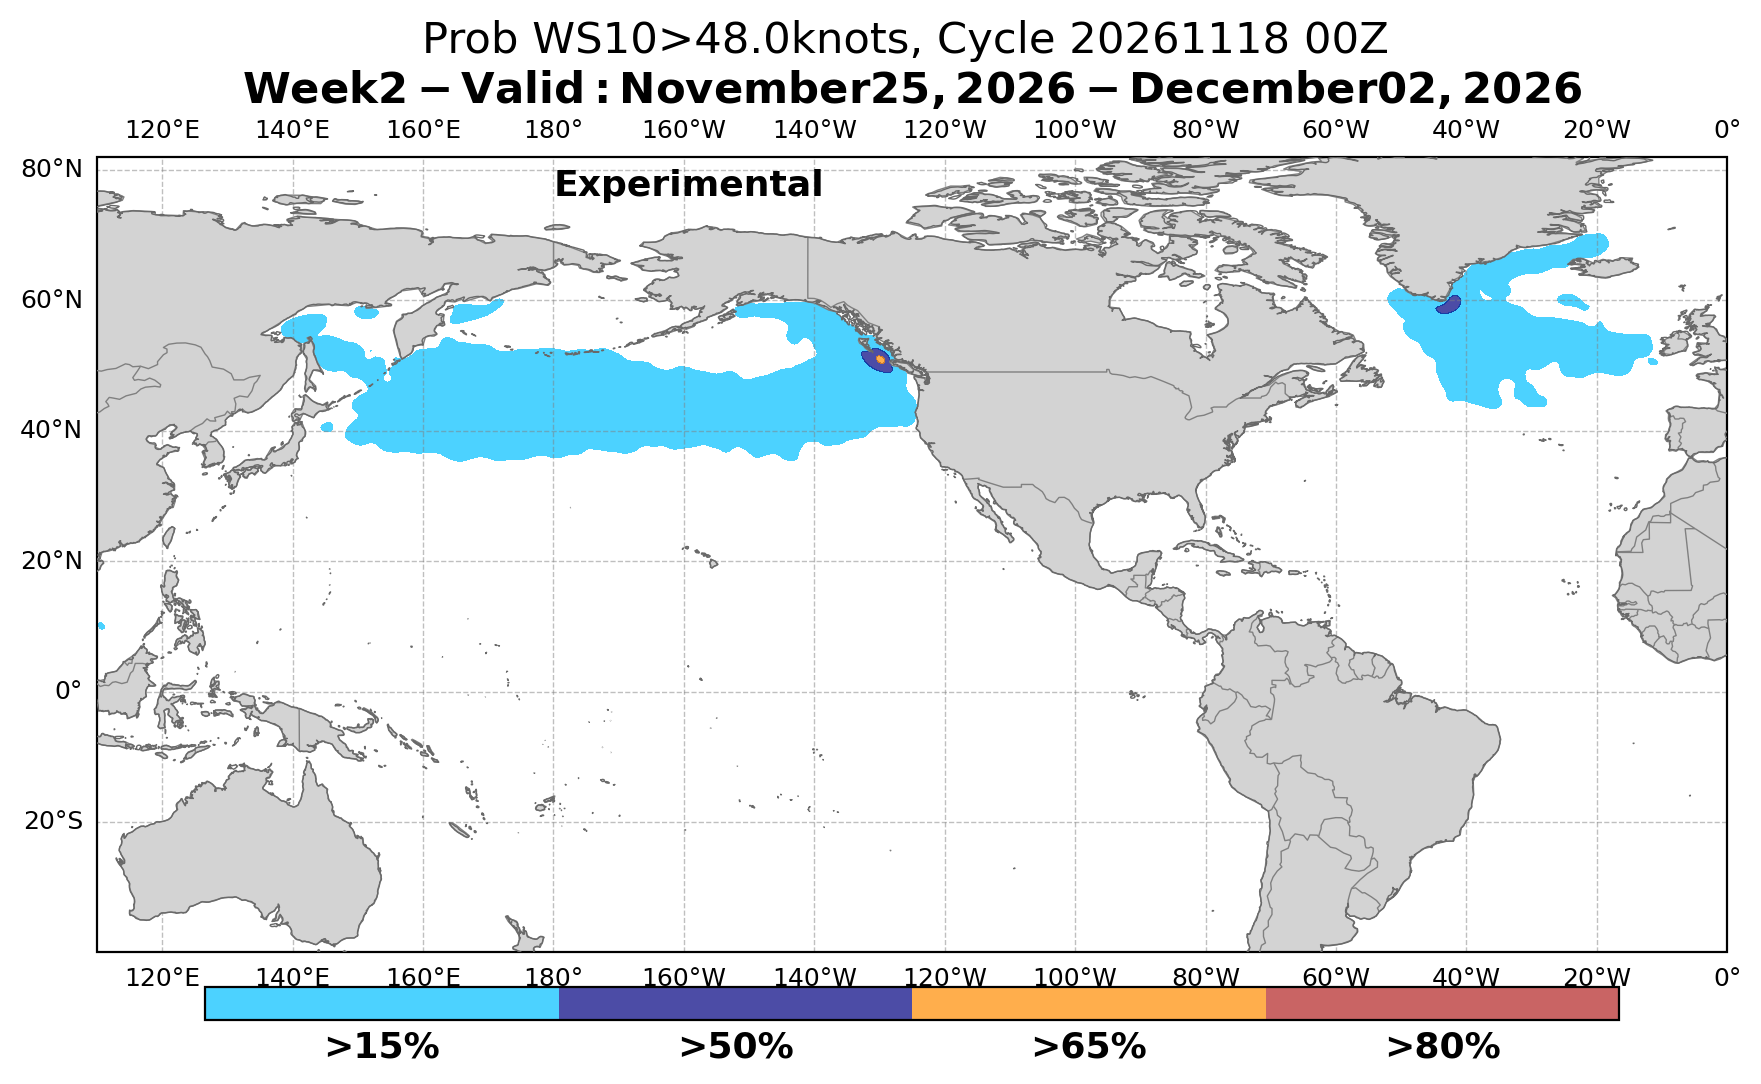 Prob WS10>48.0knots, Cycle 20261118 00Z
Week2 − Valid : November25, 2026 − December02, 2026
120°E 140°E 160°E 180° 160°W 140°W 120°W 100°W 80°W 60°W 40°W 20°W 0°
80°N
Experimental
60°N
40°N
20°N
0°
20°S
120°E 140°E 160°E 180° 160°W 140°W 120°W 100°W 80°W 60°W 40°W 20°W 0°
>15% >50% >65% >80%